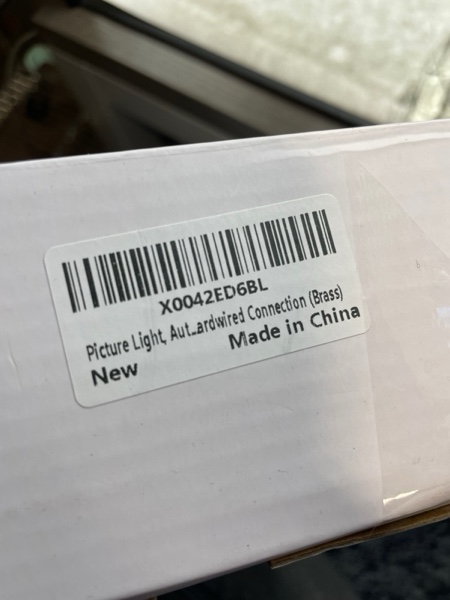 X0042ED6BL
Picture Light, Aut...ardwired Connection (Brass)
New
Made in China